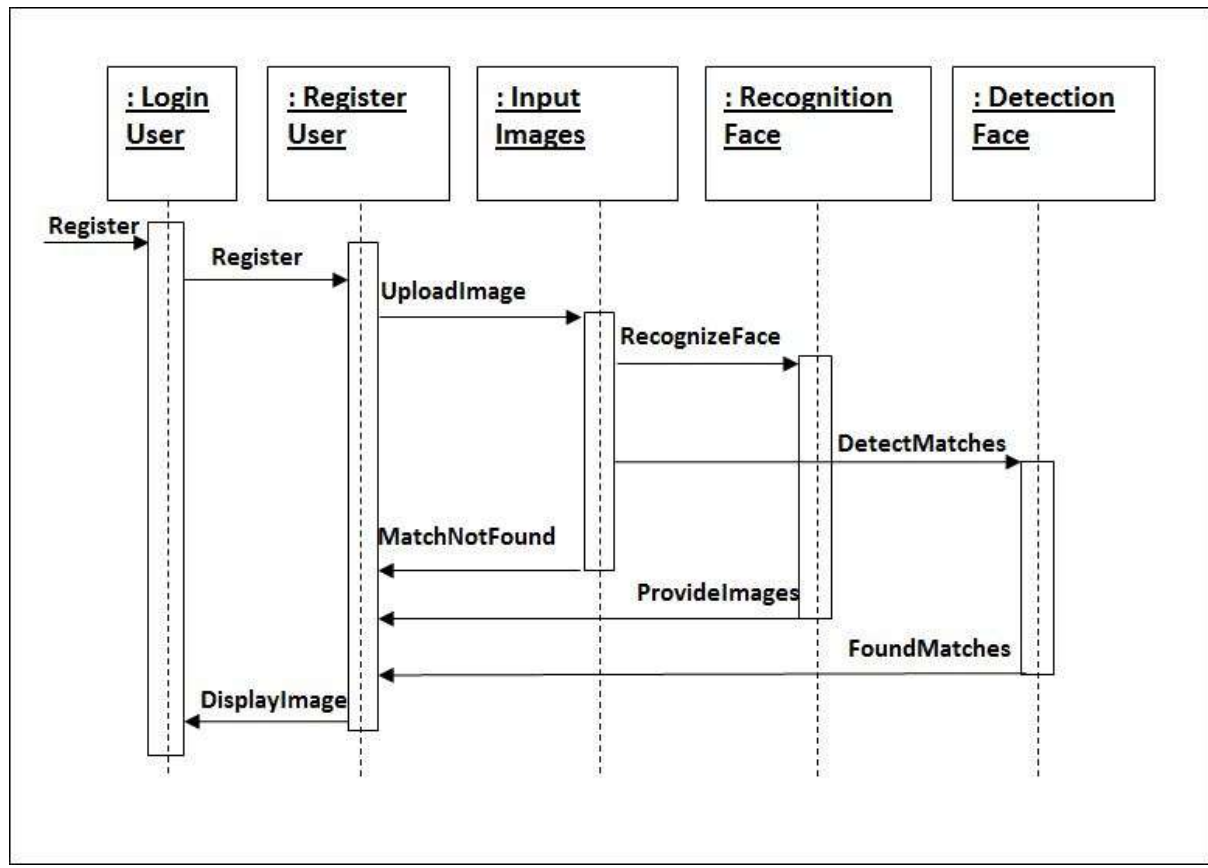 : Login
User
: Register
User
: Input
Images
: Recognition
Face
: Detection
Face
Register
Register
UploadImage
RecognizeFace
DetectMatches
MatchNotFound
ProvideImages
FoundMatches
DisplayImage